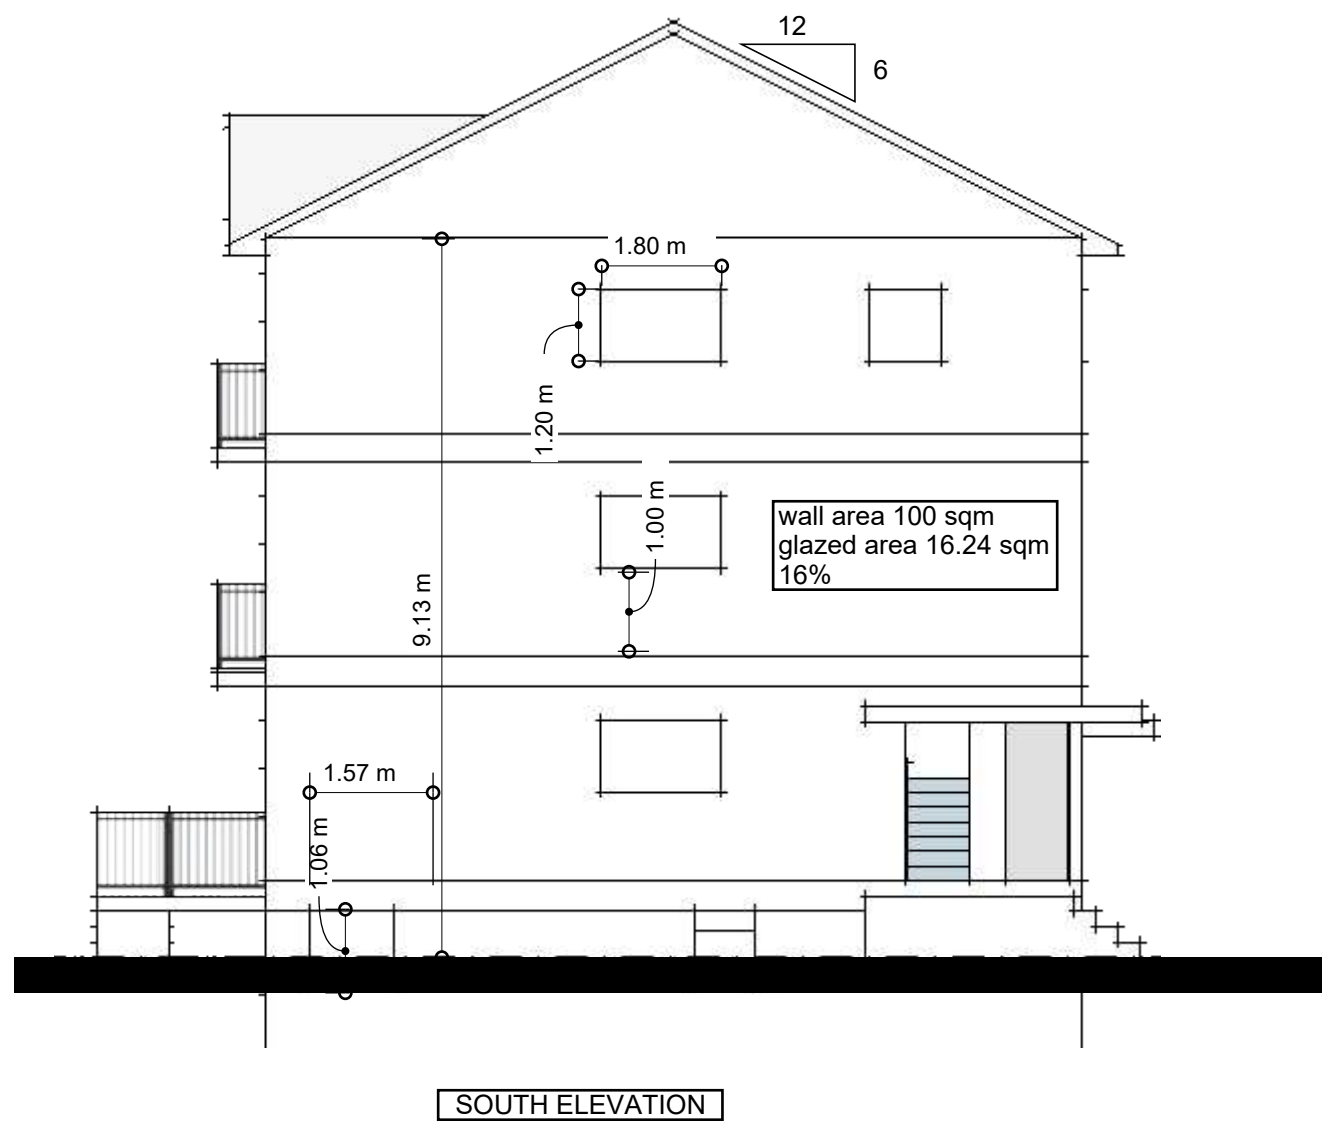 12
6
1.80 m
1.20 m
1.00 m
wall area 100 sqm
glazed area 16.24 sqm
16%
9.13 m
1.57 m
1.06 m
SOUTH ELEVATION